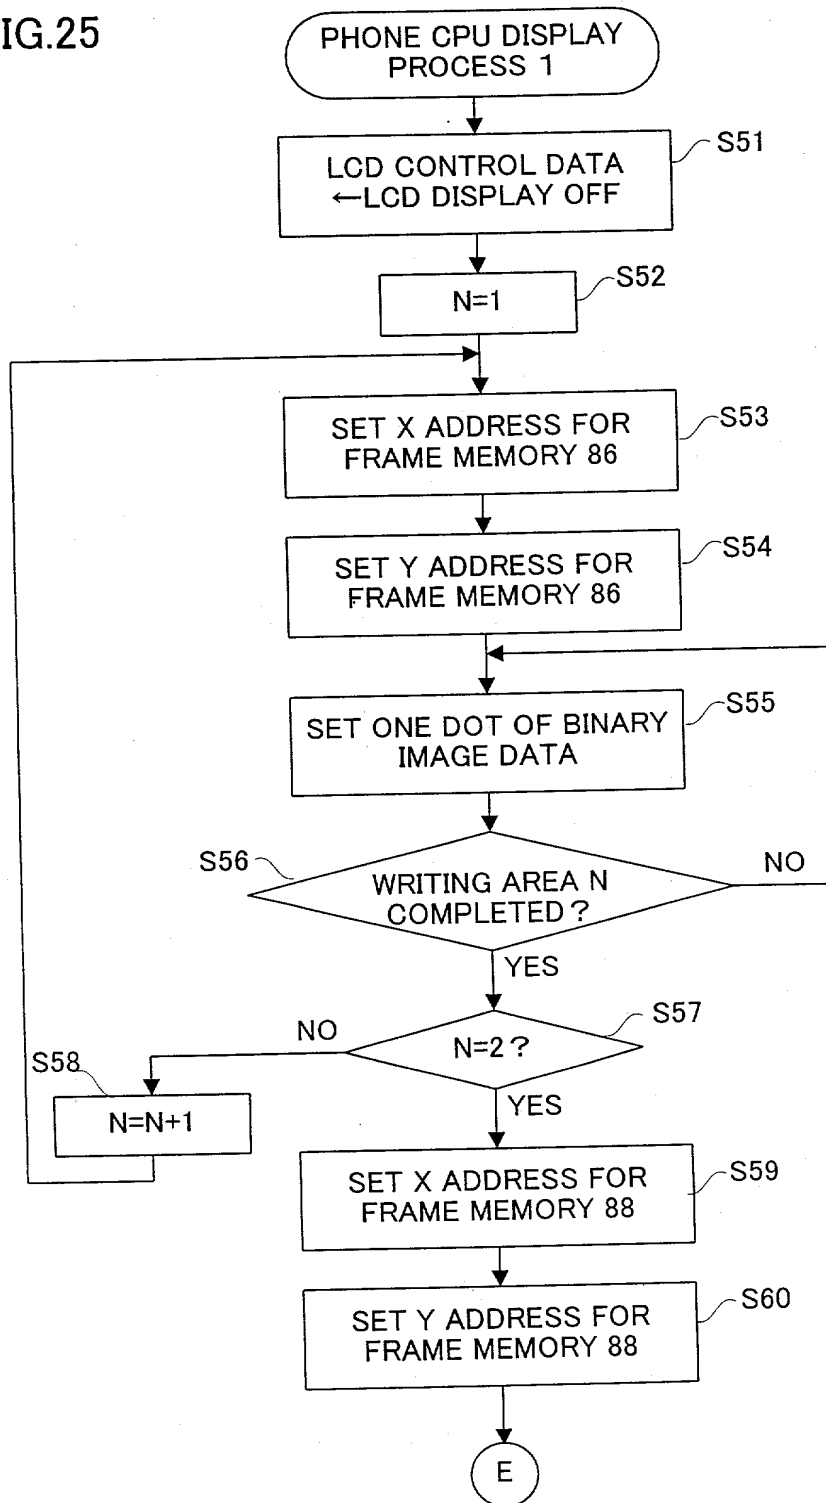 IG.25
PHONE CPU DISPLAY
PROCESS 1
S51
LCD CONTROL DATA
←LCD DISPLAY OFF
S52
N=1
S53
SET X ADDRESS FOR
FRAME MEMORY 86
S54
SET Y ADDRESS FOR
FRAME MEMORY 86
S55
SET ONE DOT OF BINARY
IMAGE DATA
S56
WRITING AREA N
COMPLETED?
NO
YES
S57
N=2?
NO
S58
N=N+1
YES
S59
SET X ADDRESS FOR
FRAME MEMORY 88
S60
SET Y ADDRESS FOR
FRAME MEMORY 88
E